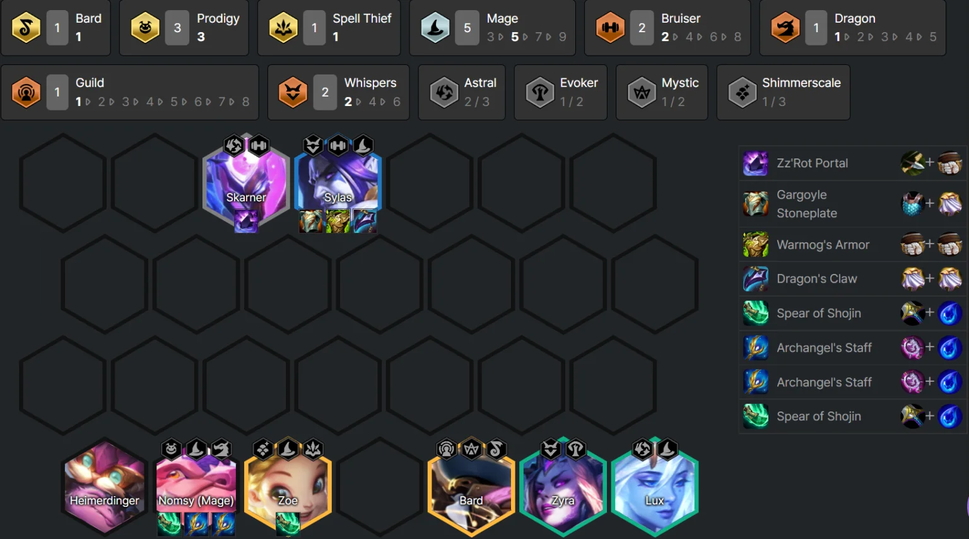 Bard
1 1
Prodigy
3 3
Spell Thief
1 1
Mage
5 3 5 7 9
Bruiser
2 2 4 6 8
Dragon
1 1 2 3 4 5
Guild
1 1 2 3 4 5 6 7 8
Whispers
2 2 4 6
Astral
2 / 3
Evoker
1 / 2
Mystic
1 / 2
Shimmerscale
1 / 3
Skarner
Sylas
Zz'Rot Portal +
Gargoyle
Stoneplate +
Warmog's Armor +
Dragon's Claw +
Spear of Shojin +
Archangel's Staff +
Archangel's Staff +
Spear of Shojin +
Heimerdinger
Nomsy (Mage)
Zoe
Bard
Zyra
Lux